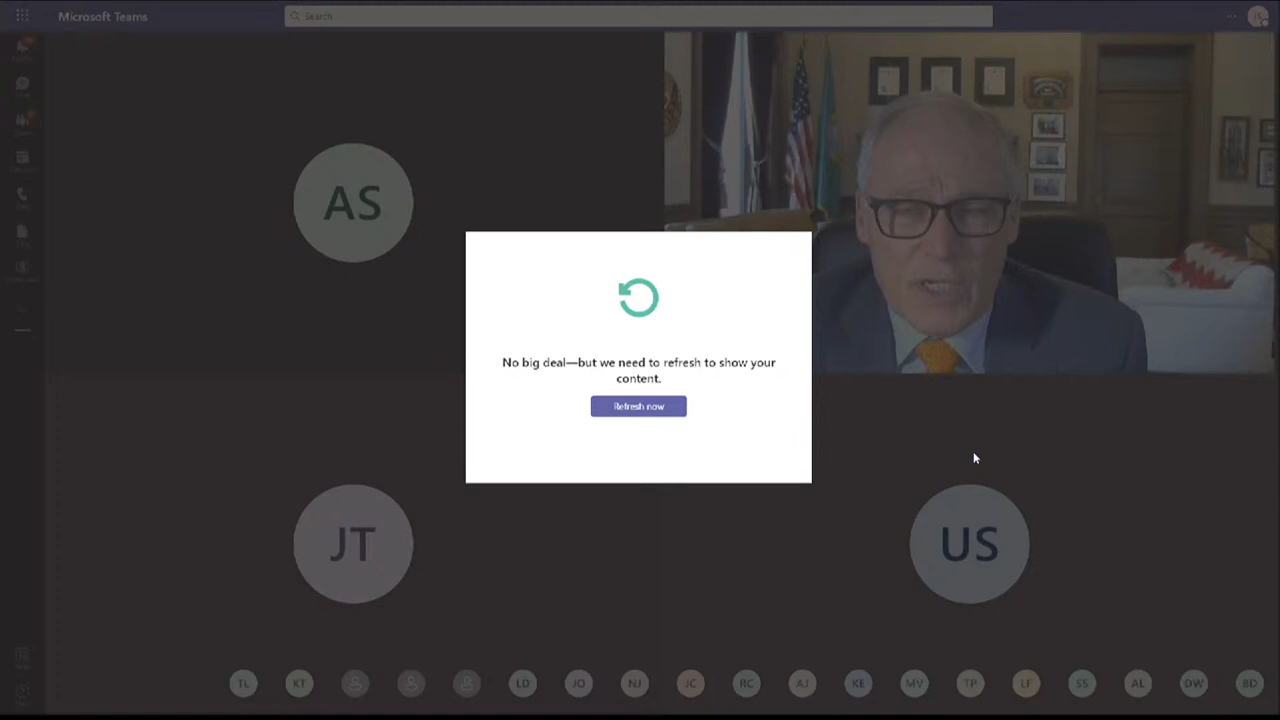 Microsoft Teams
Search
AS
No big deal—but we need to refresh to show your
content.
Refresh now
JT
US
TL KT LD JO NJ JC RC AJ KE MV TP LF SS AL DW BD